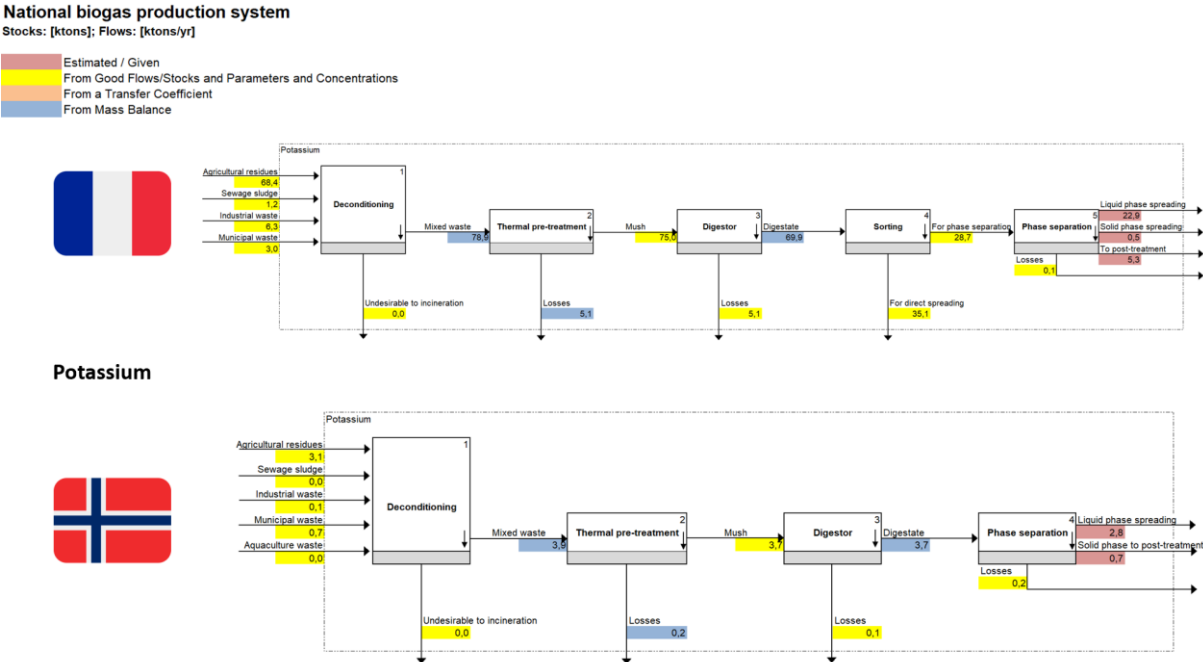 National biogas production system
Stocks: [ktons]; Flows: [ktons/yr]
Estimated / Given
From Good Flows/Stocks and Parameters and Concentrations
From a Transfer Coefficient
From Mass Balance
Potassium
Agricultural residues
68,4
Sewage sludge
1,2
Industrial waste
6,3
Municipal waste
3,0
1
Deconditioning
Undesirable to incineration
0,0
Mixed waste
78,9
2
Thermal pre-treatment
Losses
5,1
Mush
75,0
3
Digestor
Losses
5,1
Digestate
69,9
4
Sorting
For direct spreading
35,1
For phase separation
28,7
5
Phase separation
Liquid phase spreading
22,9
Solid phase spreading
0,5
To post-treatment
5,3
Losses
0,1
Potassium
Potassium
Agricultural residues
3,1
Sewage sludge
0,0
Industrial waste
0,1
Municipal waste
0,7
Aquaculture waste
0,0
1
Deconditioning
Undesirable to incineration
0,0
Mixed waste
3,9
2
Thermal pre-treatment
Losses
0,2
Mush
3,7
3
Digestor
Losses
0,1
Digestate
3,7
4
Phase separation
Liquid phase spreading
2,8
Solid phase to post-treatment
0,7
Losses
0,2